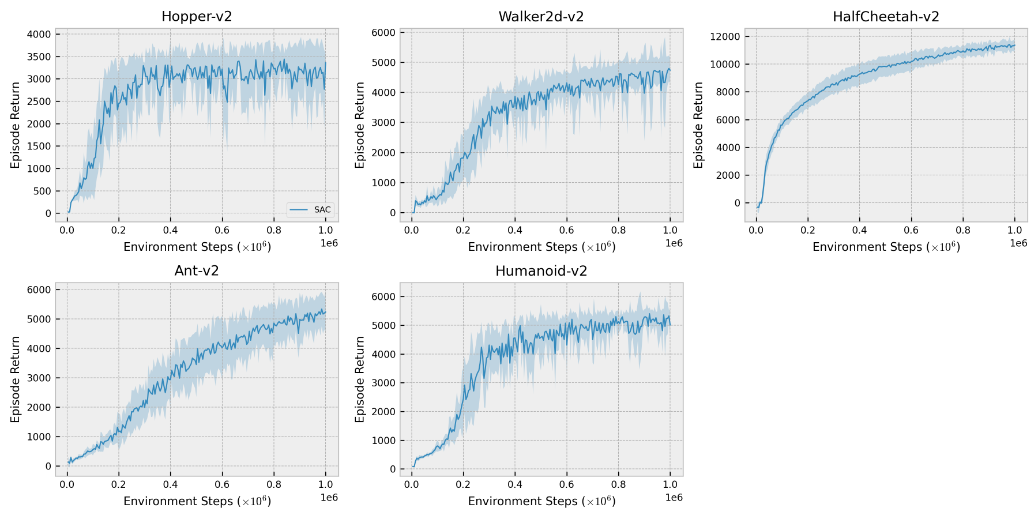 Hopper-v2
4000
3500
3000
2500
2000
1500
1000
500
0
Episode Return
SAC
0.0 0.2 0.4 0.6 0.8 1.0
1e6
Environment Steps (×10⁶)
Walker2d-v2
6000
5000
4000
3000
2000
1000
0
Episode Return
0.0 0.2 0.4 0.6 0.8 1.0
1e6
Environment Steps (×10⁶)
HalfCheetah-v2
12000
10000
8000
6000
4000
2000
0
Episode Return
0.0 0.2 0.4 0.6 0.8 1.0
1e6
Environment Steps (×10⁶)
Ant-v2
6000
5000
4000
3000
2000
1000
0
Episode Return
0.0 0.2 0.4 0.6 0.8 1.0
1e6
Environment Steps (×10⁶)
Humanoid-v2
6000
5000
4000
3000
2000
1000
0
Episode Return
0.0 0.2 0.4 0.6 0.8 1.0
1e6
Environment Steps (×10⁶)